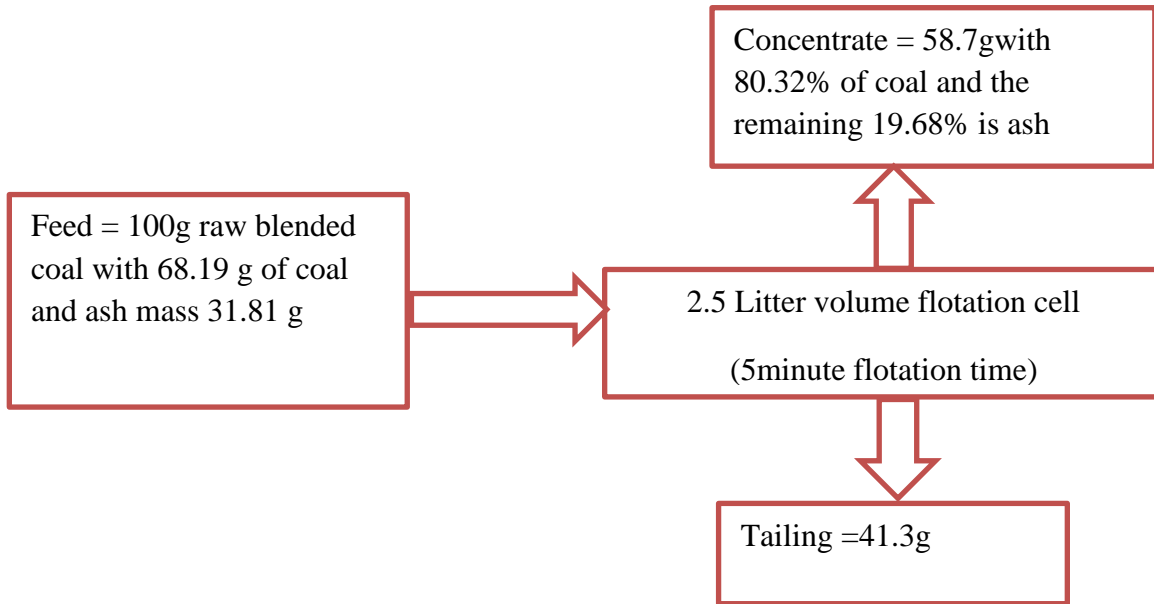 Concentrate = 58.7gwith
80.32% of coal and the
remaining 19.68% is ash
Feed = 100g raw blended
coal with 68.19 g of coal
and ash mass 31.81 g
2.5 Litter volume flotation cell
(5minute flotation time)
Tailing =41.3g